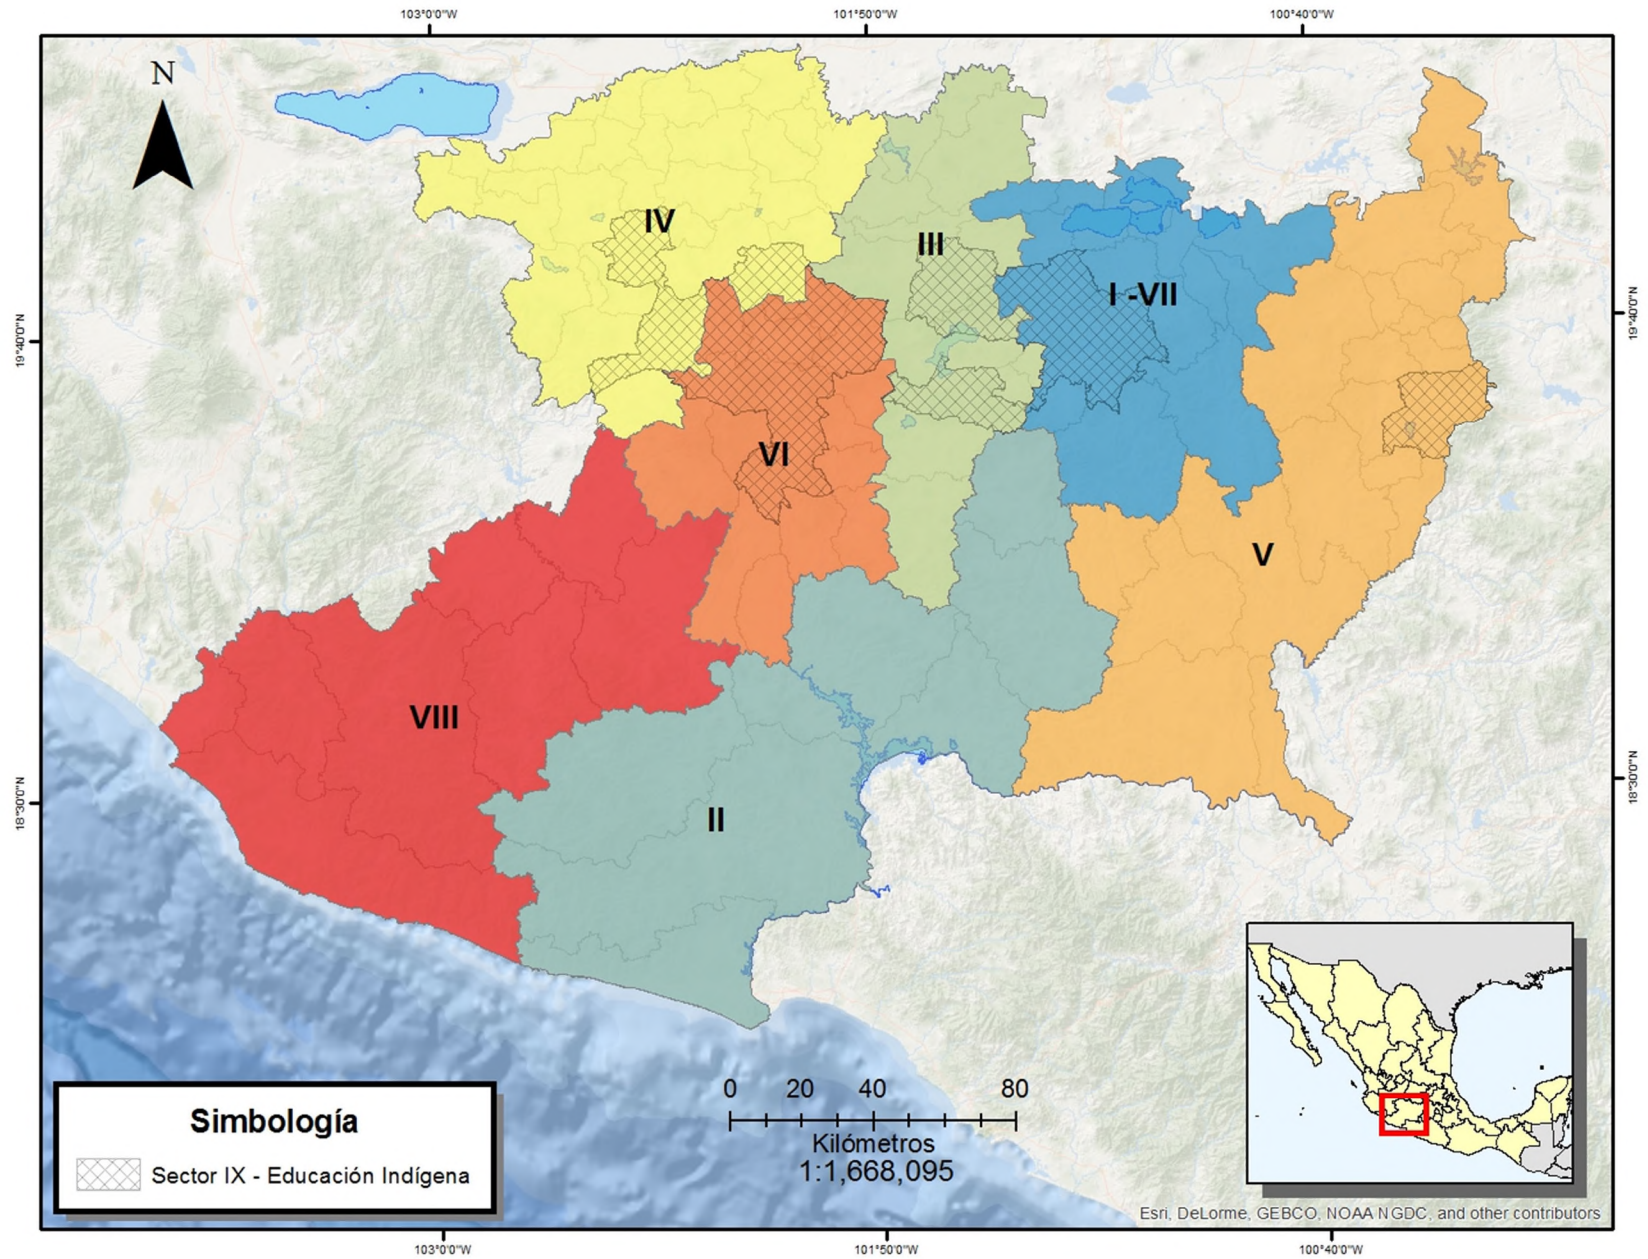 103°0'0"W
101°50'0"W
100°40'0"W
N
IV
III
I -VII
19°40'0"N
19°40'0"N
VI
V
VIII
18°30'0"N
18°30'0"N
II
0 20 40 80
Kilómetros
1:1,668,095
Simbología
Sector IX - Educación Indígena
Esri, DeLorme, GEBCO, NOAA NGDC, and other contributors
103°0'0"W
101°50'0"W
100°40'0"W